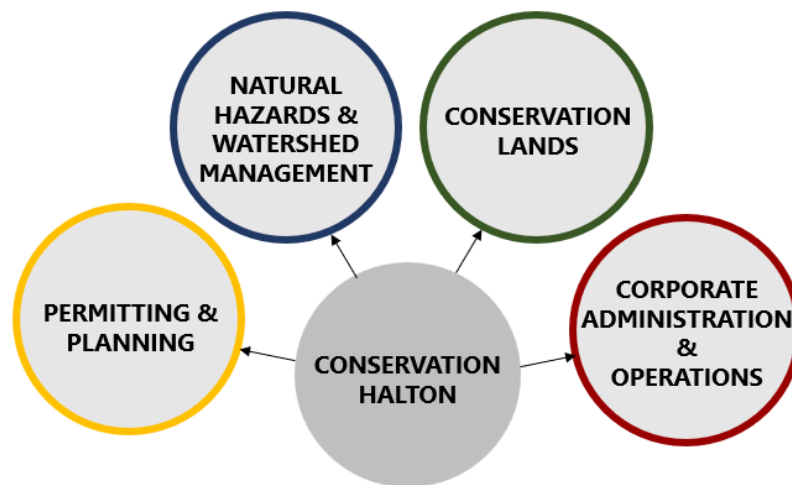 NATURAL
HAZARDS &
WATERSHED
MANAGEMENT
CONSERVATION
LANDS
PERMITTING &
PLANNING
CONSERVATION
HALTON
CORPORATE
ADMINISTRATION
&
OPERATIONS